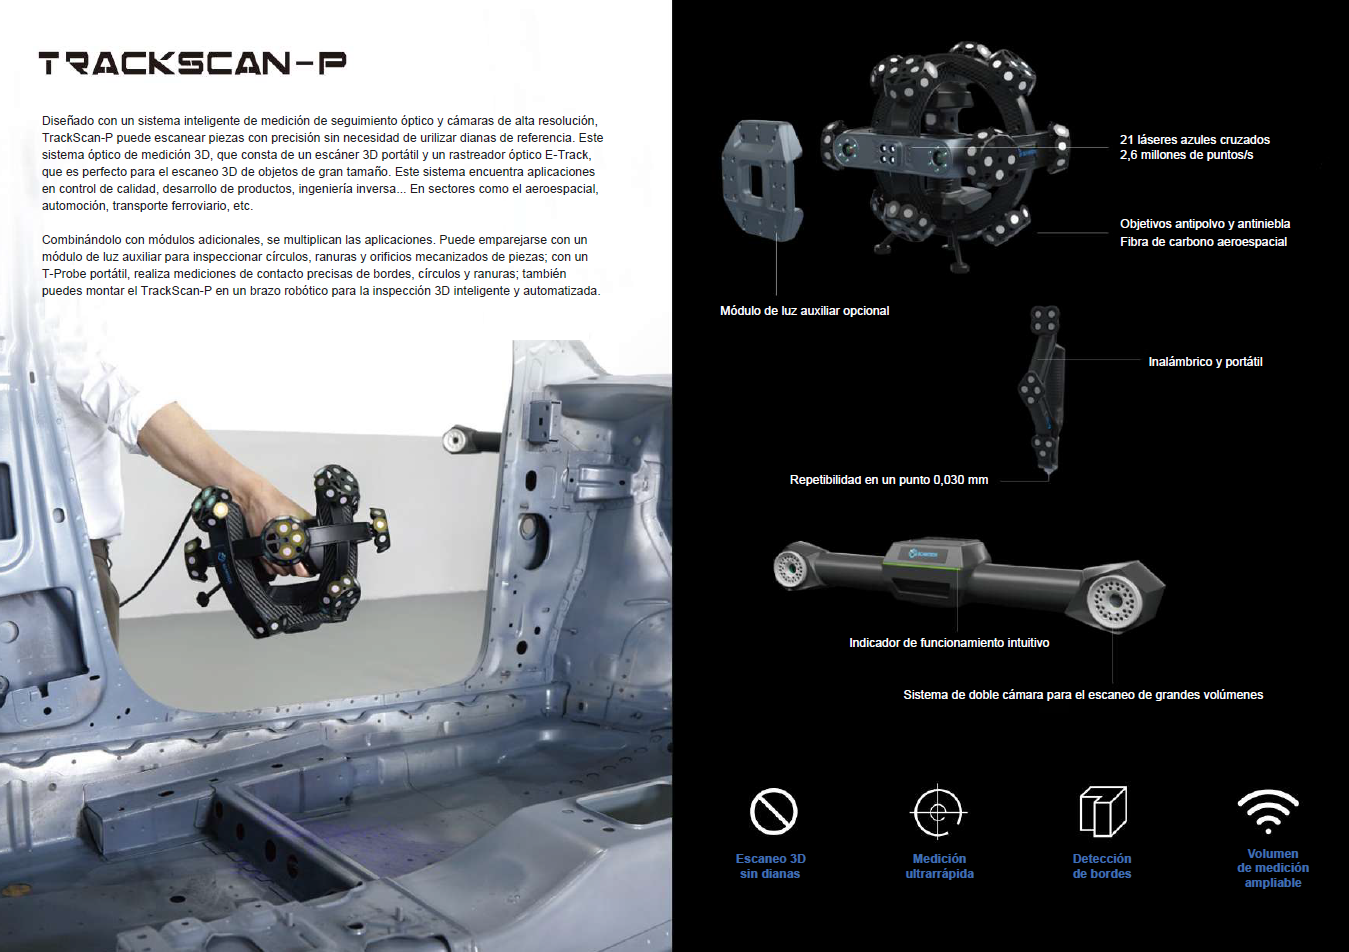 TRACKSCAN-P
Diseñado con un sistema inteligente de medición de seguimiento óptico y cámaras de alta resolución,
TrackScan-P puede escanear piezas con precisión sin necesidad de urilizar dianas de referencia. Este
sistema óptico de medición 3D, que consta de un escáner 3D portátil y un rastreador óptico E-Track,
que es perfecto para el escaneo 3D de objetos de gran tamaño. Este sistema encuentra aplicaciones
en control de calidad, desarrollo de productos, ingeniería inversa... En sectores como el aeroespacial,
automoción, transporte ferroviario, etc.
Combinándolo con módulos adicionales, se multiplican las aplicaciones. Puede emparejarse con un
módulo de luz auxiliar para inspeccionar círculos, ranuras y orificios mecanizados de piezas; con un
T-Probe portátil, realiza mediciones de contacto precisas de bordes, círculos y ranuras; también
puedes montar el TrackScan-P en un brazo robótico para la inspección 3D inteligente y automatizada.
21 láseres azules cruzados
2,6 millones de puntos/s
Objetivos antipolvo y antiniebla
Fibra de carbono aeroespacial
Módulo de luz auxiliar opcional
Inalámbrico y portátil
Repetibilidad en un punto 0,030 mm
Indicador de funcionamiento intuitivo
Sistema de doble cámara para el escaneo de grandes volúmenes
Escaneo 3D
sin dianas
Medición
ultrarrápida
Detección
de bordes
Volumen
de medición
ampliable